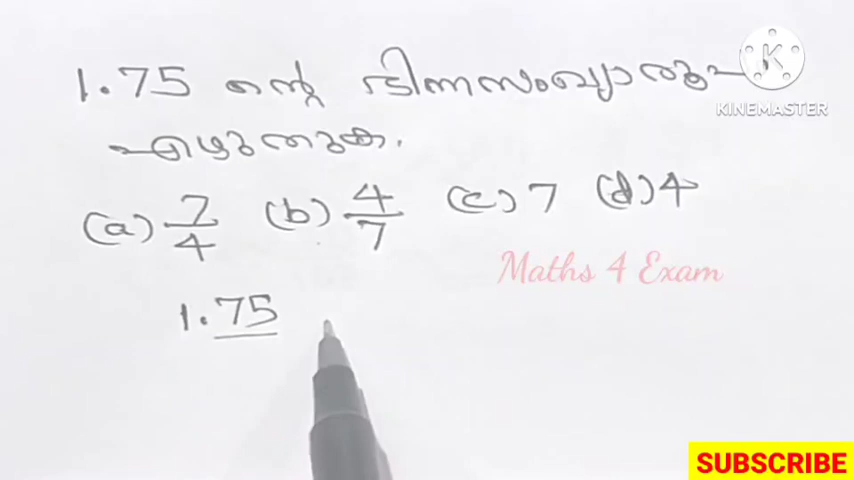 1.75 ന്റെ ഭിന്നസംഖ്യാരൂപ
എഴുതുക.
(a) 7/4 (b) 4/7 (c) 7 (d) 4
1.75
Maths 4 Exam
K
KINEMASTER
SUBSCRIBE